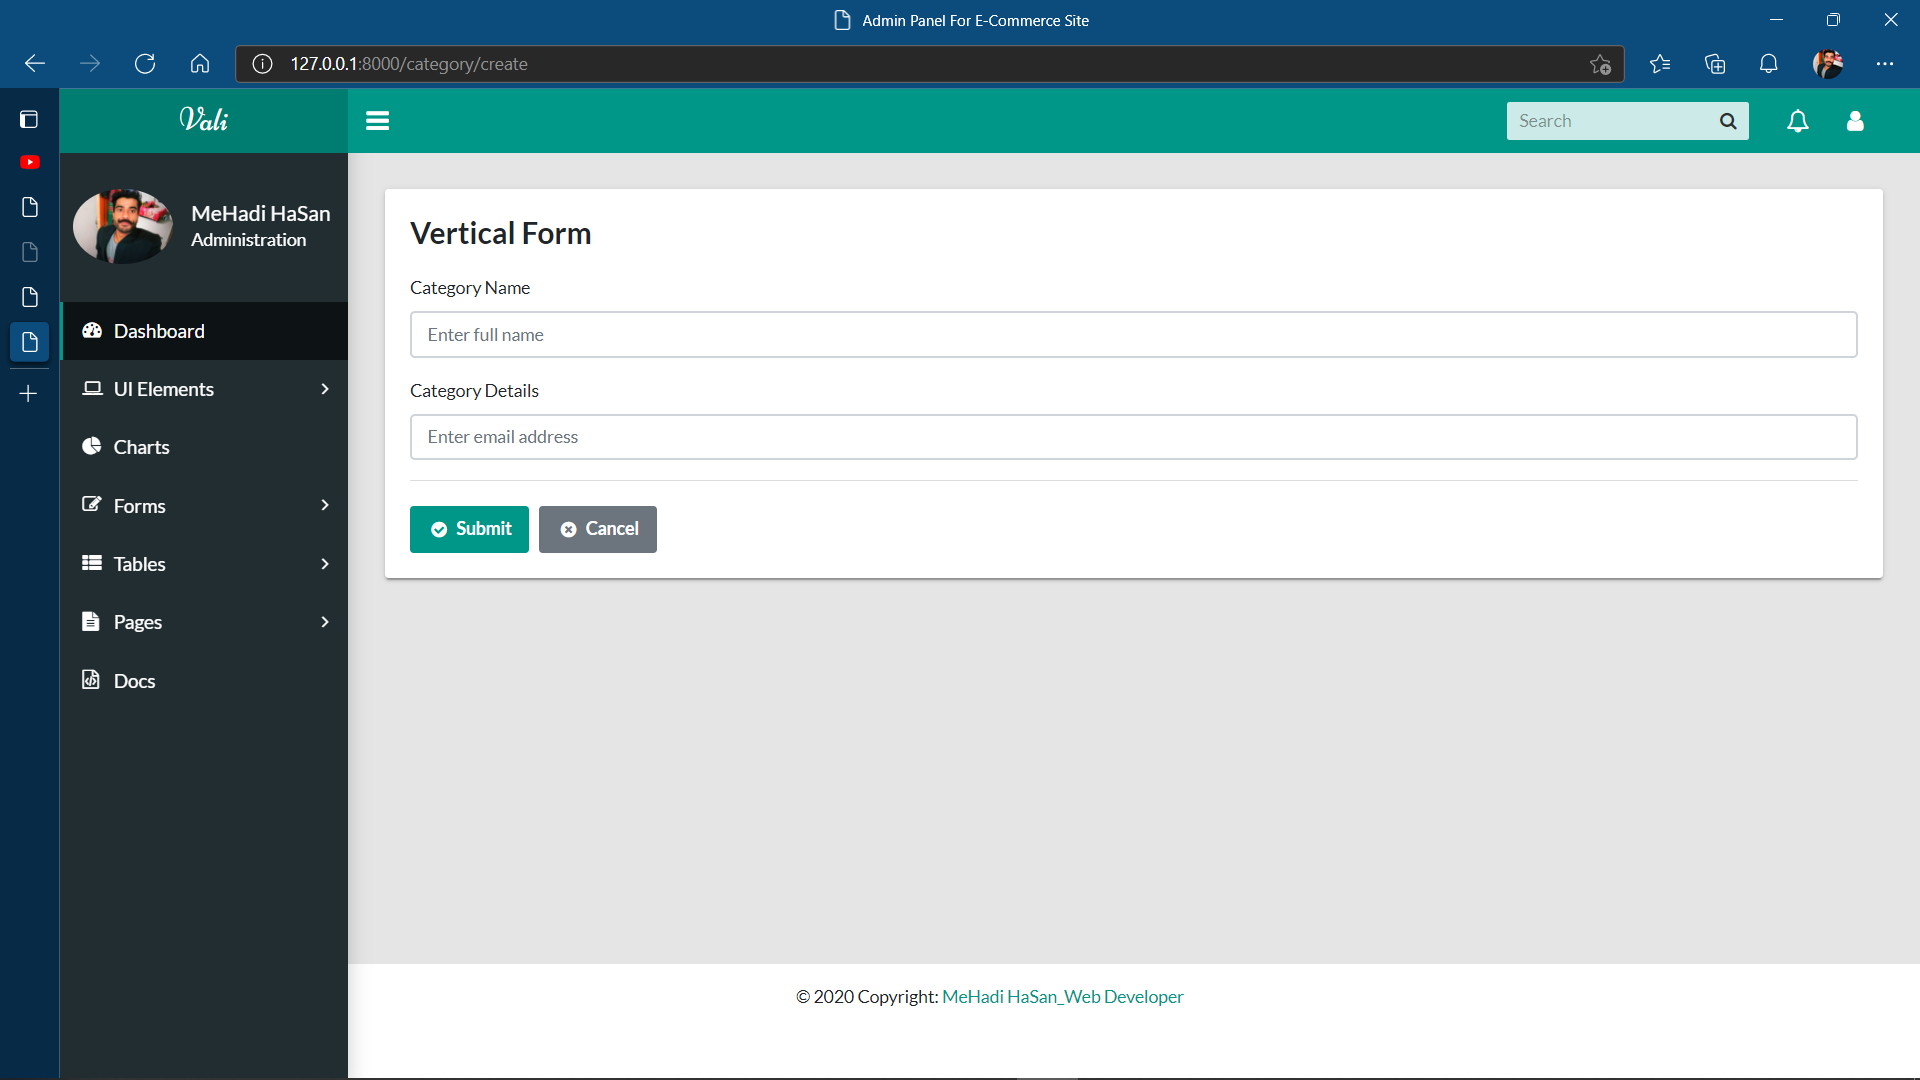 Admin Panel For E-Commerce Site
127.0.0.1:8000/category/create
Vali
Search
MeHadi HaSan
Administration
Dashboard
UI Elements
Charts
Forms
Tables
Pages
Docs
Vertical Form
Category Name
Enter full name
Category Details
Enter email address
Submit
Cancel
© 2020 Copyright: MeHadi HaSan_Web Developer